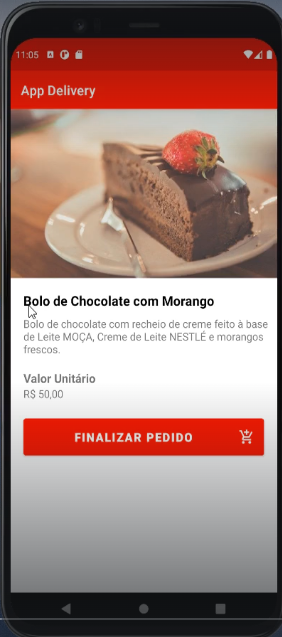 11:05
App Delivery
Bolo de Chocolate com Morango
Bolo de chocolate com recheio de creme feito à base
de Leite MOÇA, Creme de Leite NESTLÉ e morangos
frescos.
Valor Unitário
R$ 50,00
FINALIZAR PEDIDO